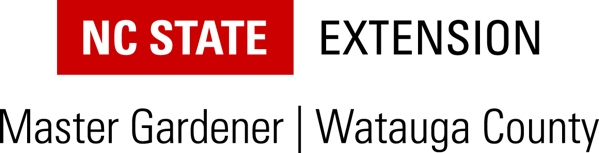 NC STATE EXTENSION
Master Gardener | Watauga County